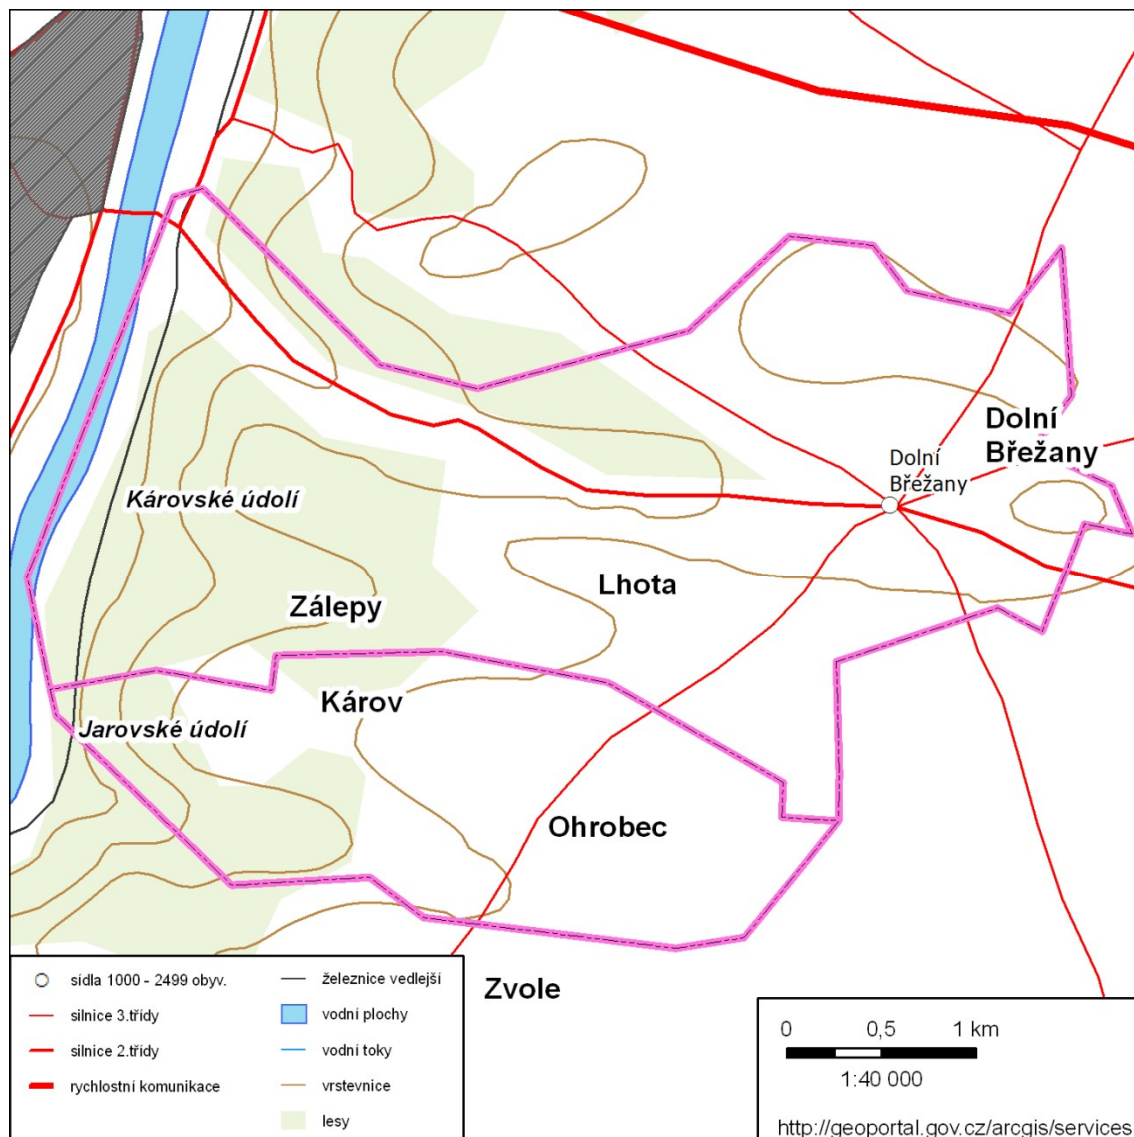 Dolní
Břežany
Dolní
Břežany
Károvské údolí
Lhota
Zálepy
Károv
Jarovské údolí
Ohrobec
Zvole
sídla 1000 - 2499 obyv.
silnice 3.třídy
silnice 2.třídy
rychlostní komunikace
železnice vedlejší
vodní plochy
vodní toky
vrstevnice
lesy
0 0,5 1 km
1:40 000
http://geoportal.gov.cz/arcgis/services